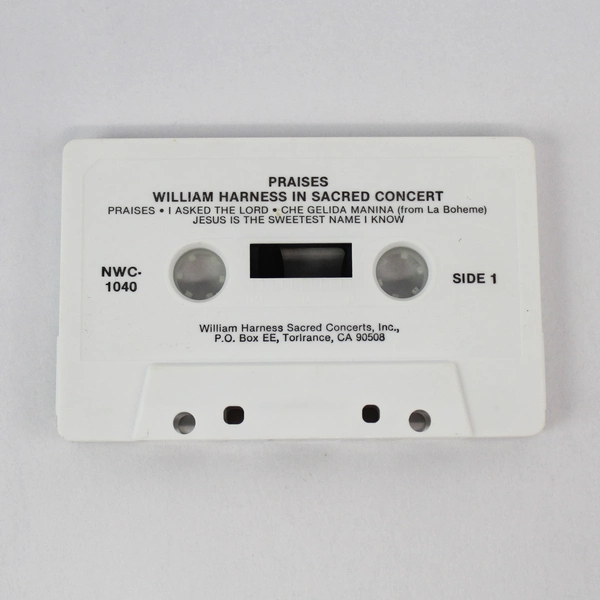 PRAISES
WILLIAM HARNESS IN SACRED CONCERT
PRAISES • I ASKED THE LORD • CHE GELIDA MANINA (from La Boheme)
JESUS IS THE SWEETEST NAME I KNOW
NWC-
1040
SIDE 1
William Harness Sacred Concerts, Inc.,
P.O. Box EE, Torlrance, CA 90508